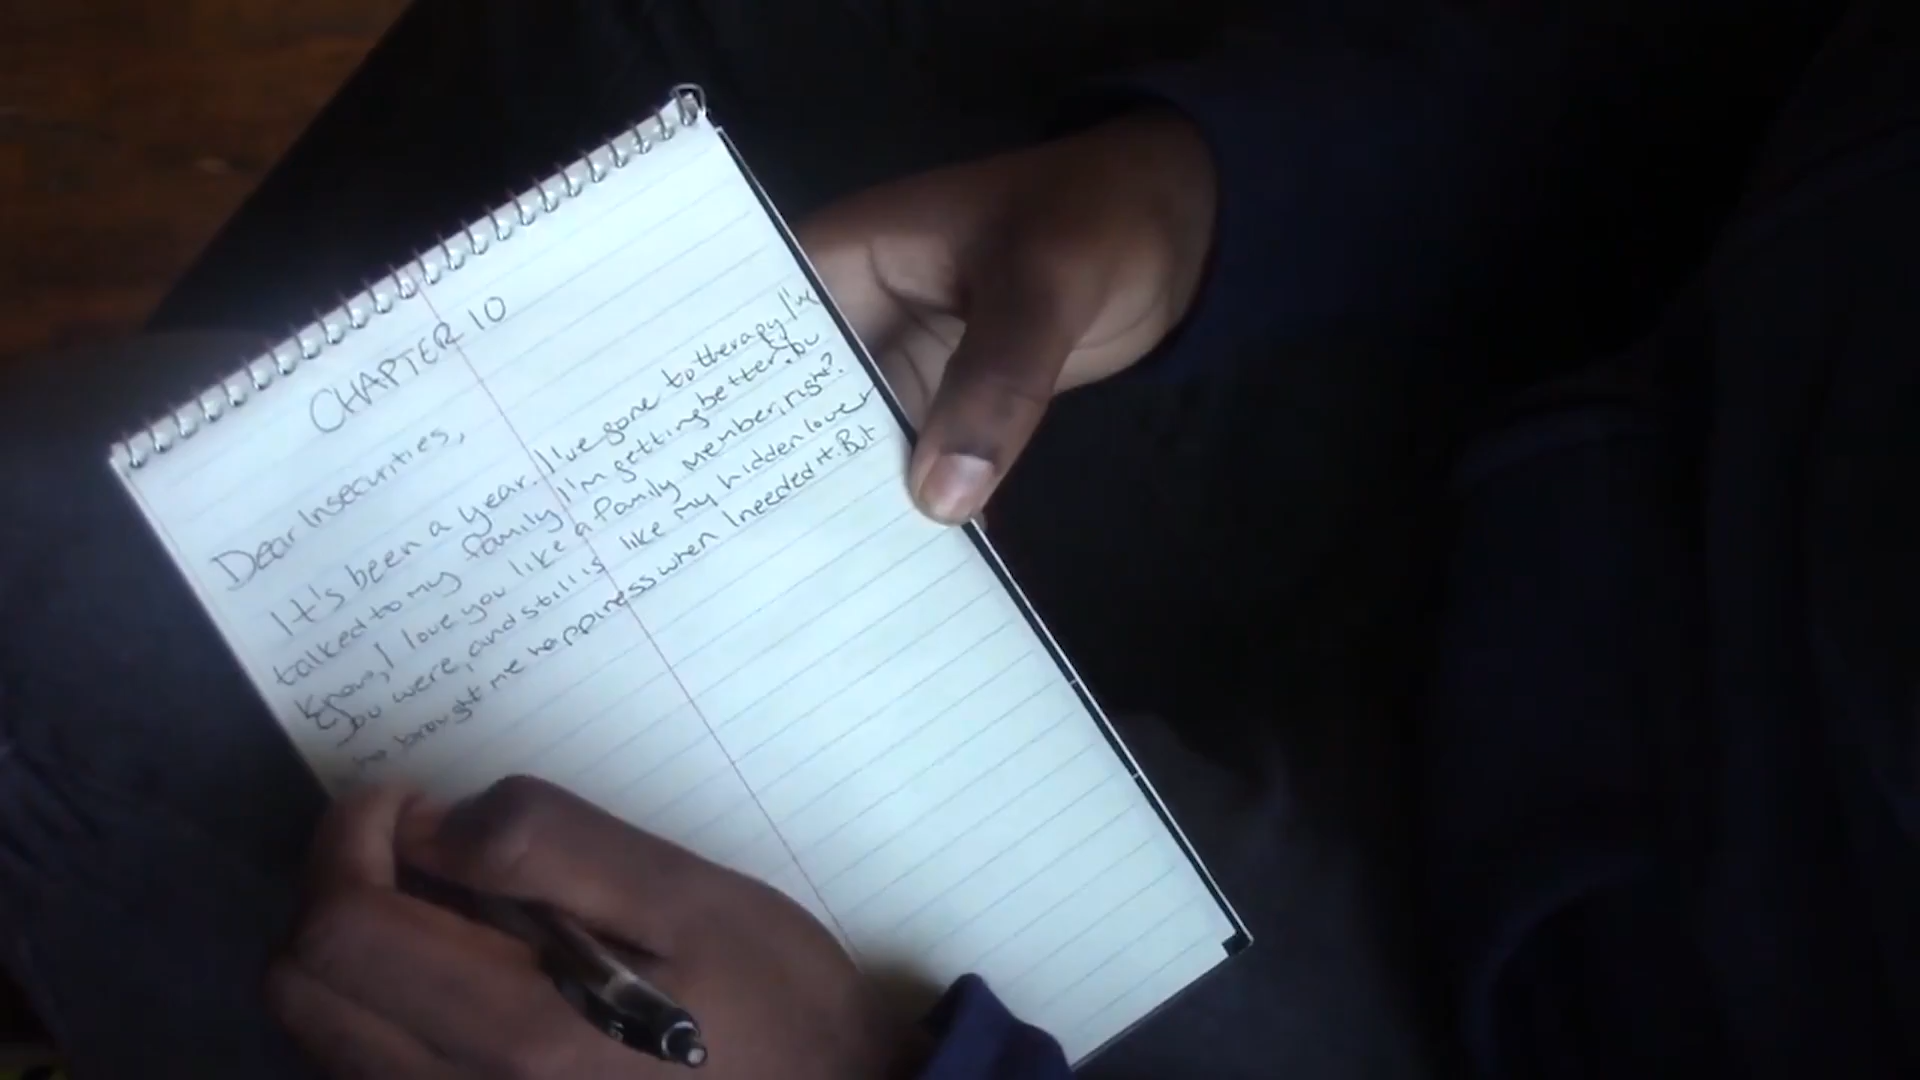 CHAPTER 10
Dear Insecurities,
It's been a year. I've gone to therapy I've
talked to my family I'm getting better. you
know, I love you like a family member, right?
you were, and still is like my hidden lover
who brought me happiness when I needed it. But